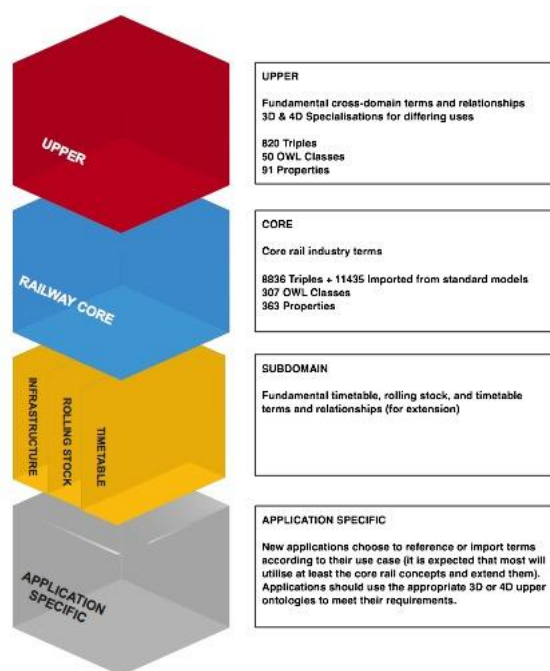 UPPER
UPPER
Fundamental cross-domain terms and relationships
3D & 4D Specialisations for differing uses
820 Triples
50 OWL Classes
91 Properties
RAILWAY CORE
CORE
Core rail industry terms
8836 Triples + 11435 Imported from standard models
307 OWL Classes
363 Properties
INFRASTRUCTURE
ROLLING STOCK
TIMETABLE
SUBDOMAIN
Fundamental timetable, rolling stock, and timetable
terms and relationships (for extension)
APPLICATION
SPECIFIC
APPLICATION SPECIFIC
New applications choose to reference or import terms
according to their use case (it is expected that most will
utilise at least the core rail concepts and extend them).
Applications should use the appropriate 3D or 4D upper
ontologies to meet their requirements.